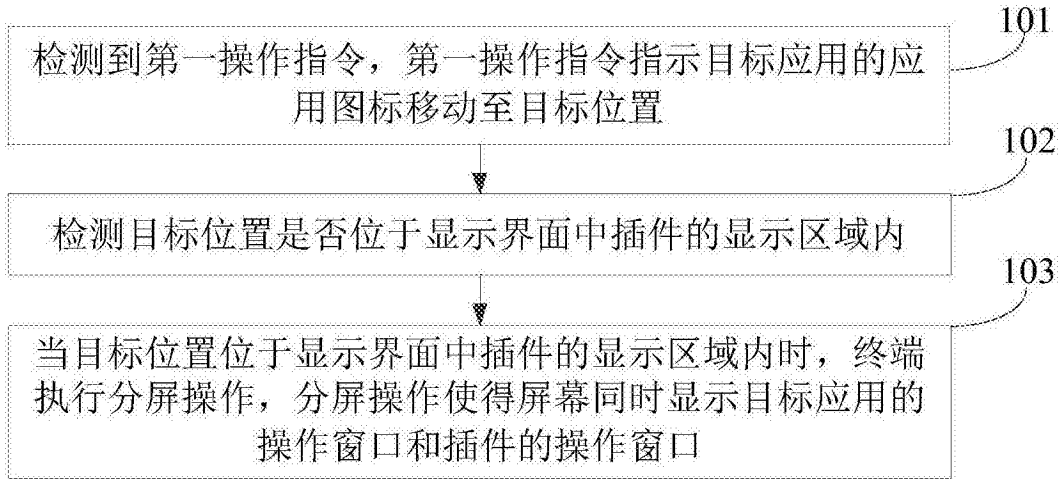 101
检测到第一操作指令，第一操作指令指示目标应用的应
用图标移动至目标位置
102
检测目标位置是否位于显示界面中插件的显示区域内
103
当目标位置位于显示界面中插件的显示区域内时，终端
执行分屏操作，分屏操作使得屏幕同时显示目标应用的
操作窗口和插件的操作窗口